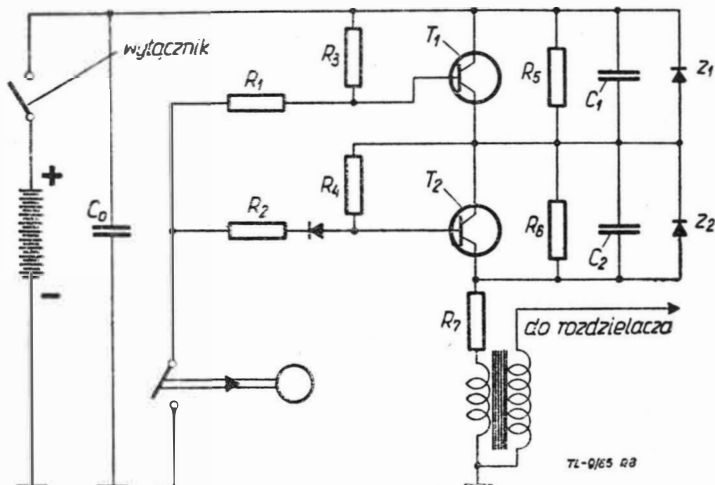 wyłącznik
R3
T1
R1
R5
C1
Z1
+
C0
R4
T2
R2
R6
C2
Z2
−
R7
do rozdzielacza
TL-9/65 RB